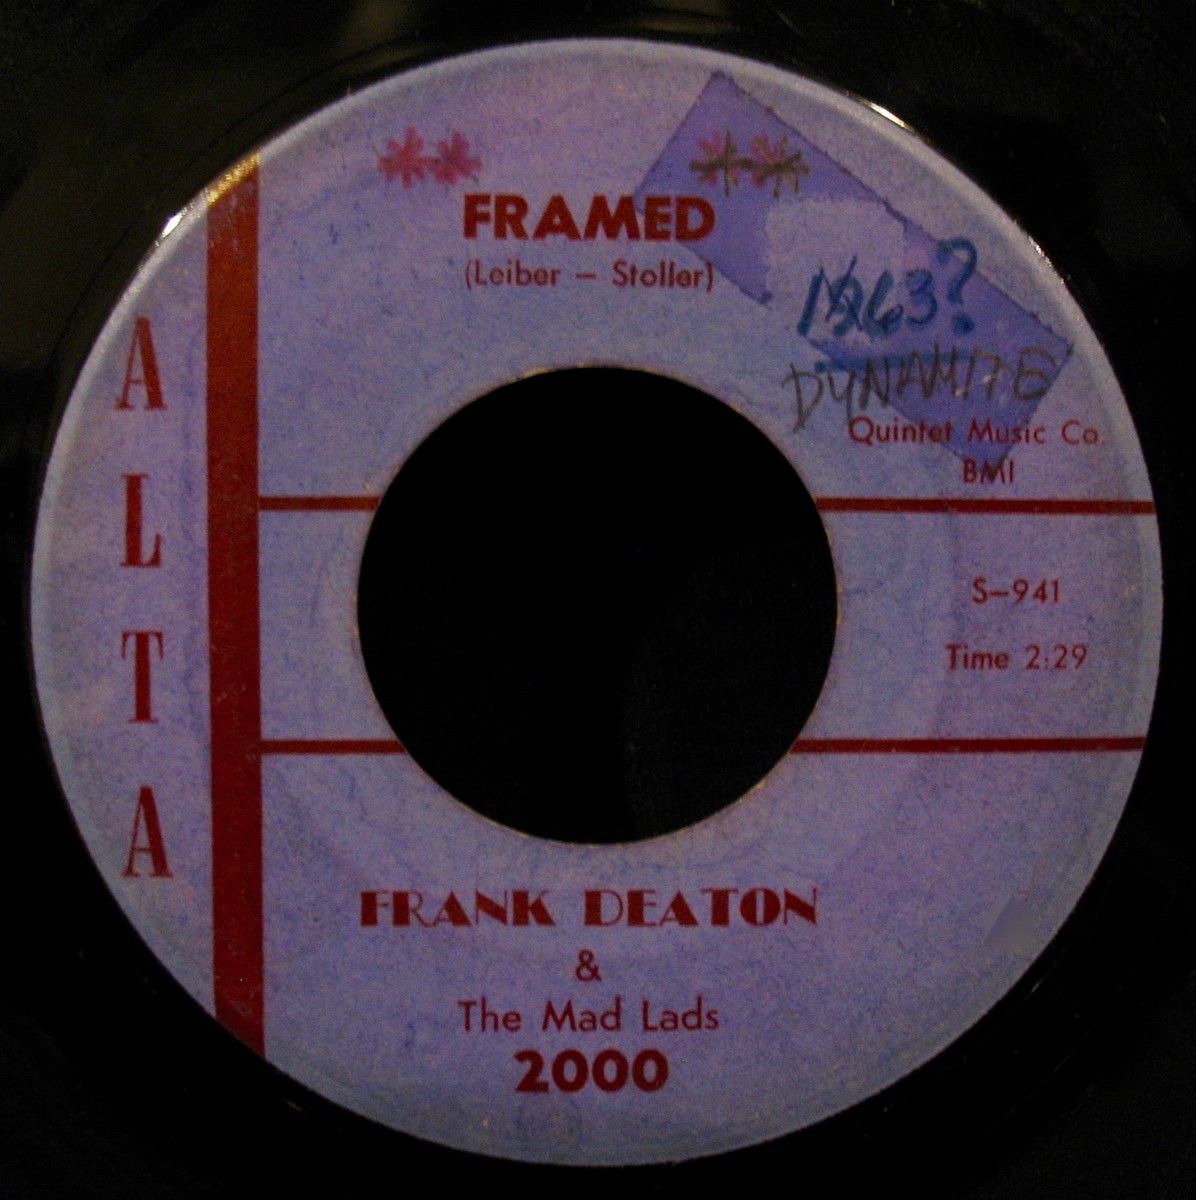 ** **
FRAMED
(Leiber — Stoller)
1963?
DYNAMITE
Quintet Music Co.
BMI
ALTA
S—941
Time 2:29
FRANK DEATON
&
The Mad Lads
2000